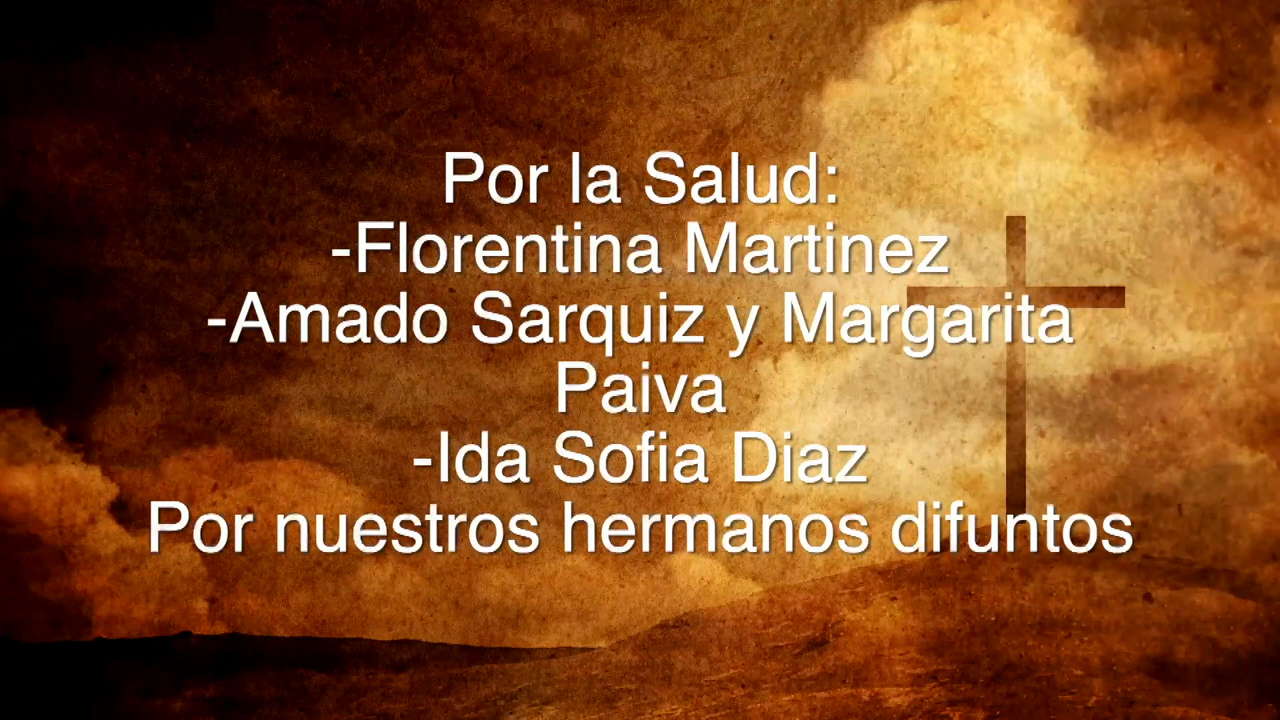 Por la Salud:
-Florentina Martinez
-Amado Sarquiz y Margarita
Paiva
-Ida Sofia Diaz
Por nuestros hermanos difuntos